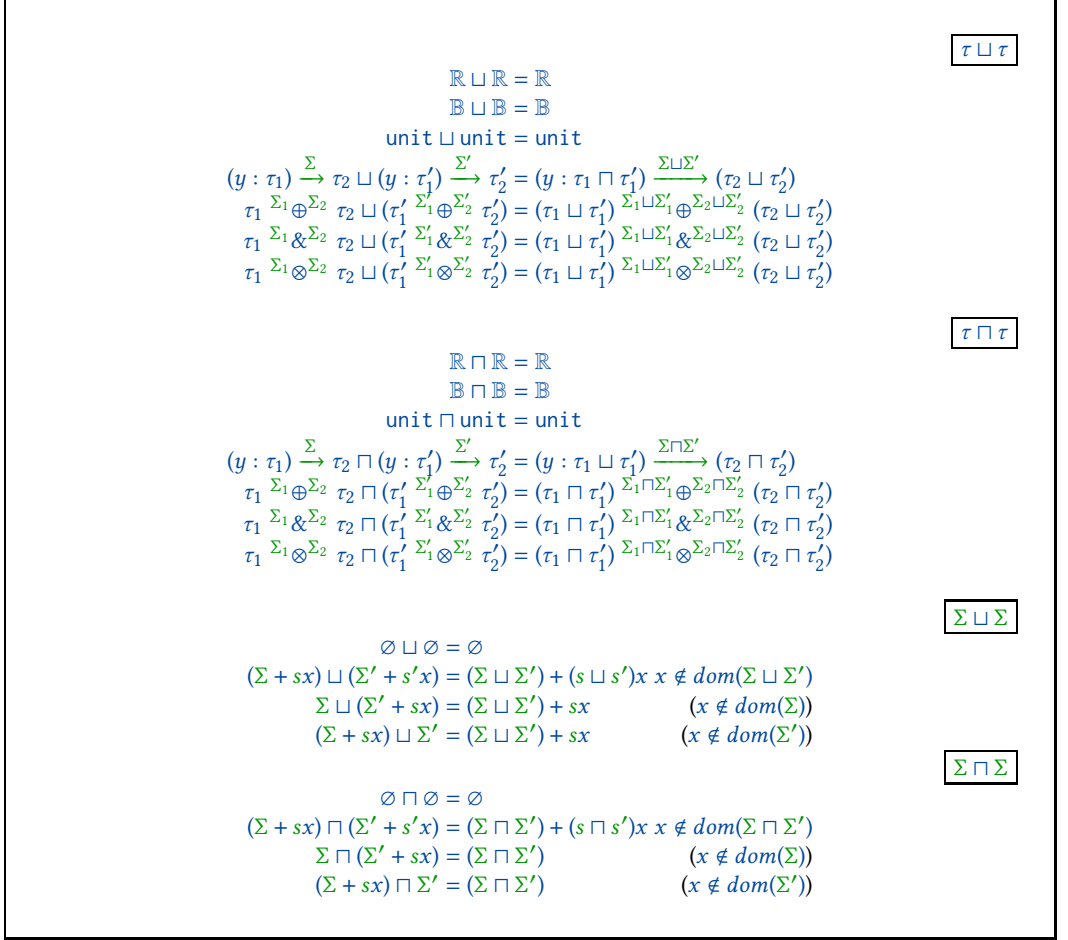 τ ⊔ τ
ℝ ⊔ ℝ = ℝ
𝔹 ⊔ 𝔹 = 𝔹
unit ⊔ unit = unit
(y : τ₁) →^Σ τ₂ ⊔ (y : τ₁′) →^Σ′ τ₂′ = (y : τ₁ ⊓ τ₁′) →^{Σ⊔Σ′} (τ₂ ⊔ τ₂′)
τ₁ ^{Σ₁}⊕^{Σ₂} τ₂ ⊔ (τ₁′ ^{Σ₁′}⊕^{Σ₂′} τ₂′) = (τ₁ ⊔ τ₁′) ^{Σ₁⊔Σ₁′}⊕^{Σ₂⊔Σ₂′} (τ₂ ⊔ τ₂′)
τ₁ ^{Σ₁}&^{Σ₂} τ₂ ⊔ (τ₁′ ^{Σ₁′}&^{Σ₂′} τ₂′) = (τ₁ ⊔ τ₁′) ^{Σ₁⊔Σ₁′}&^{Σ₂⊔Σ₂′} (τ₂ ⊔ τ₂′)
τ₁ ^{Σ₁}⊗^{Σ₂} τ₂ ⊔ (τ₁′ ^{Σ₁′}⊗^{Σ₂′} τ₂′) = (τ₁ ⊔ τ₁′) ^{Σ₁⊔Σ₁′}⊗^{Σ₂⊔Σ₂′} (τ₂ ⊔ τ₂′)
τ ⊓ τ
ℝ ⊓ ℝ = ℝ
𝔹 ⊓ 𝔹 = 𝔹
unit ⊓ unit = unit
(y : τ₁) →^Σ τ₂ ⊓ (y : τ₁′) →^Σ′ τ₂′ = (y : τ₁ ⊔ τ₁′) →^{Σ⊓Σ′} (τ₂ ⊓ τ₂′)
τ₁ ^{Σ₁}⊕^{Σ₂} τ₂ ⊓ (τ₁′ ^{Σ₁′}⊕^{Σ₂′} τ₂′) = (τ₁ ⊓ τ₁′) ^{Σ₁⊓Σ₁′}⊕^{Σ₂⊓Σ₂′} (τ₂ ⊓ τ₂′)
τ₁ ^{Σ₁}&^{Σ₂} τ₂ ⊓ (τ₁′ ^{Σ₁′}&^{Σ₂′} τ₂′) = (τ₁ ⊓ τ₁′) ^{Σ₁⊓Σ₁′}&^{Σ₂⊓Σ₂′} (τ₂ ⊓ τ₂′)
τ₁ ^{Σ₁}⊗^{Σ₂} τ₂ ⊓ (τ₁′ ^{Σ₁′}⊗^{Σ₂′} τ₂′) = (τ₁ ⊓ τ₁′) ^{Σ₁⊓Σ₁′}⊗^{Σ₂⊓Σ₂′} (τ₂ ⊓ τ₂′)
Σ ⊔ Σ
∅ ⊔ ∅ = ∅
(Σ + sx) ⊔ (Σ′ + s′x) = (Σ ⊔ Σ′) + (s ⊔ s′)x x ∉ dom(Σ ⊔ Σ′)
Σ ⊔ (Σ′ + sx) = (Σ ⊔ Σ′) + sx (x ∉ dom(Σ))
(Σ + sx) ⊔ Σ′ = (Σ ⊔ Σ′) + sx (x ∉ dom(Σ′))
Σ ⊓ Σ
∅ ⊓ ∅ = ∅
(Σ + sx) ⊓ (Σ′ + s′x) = (Σ ⊓ Σ′) + (s ⊓ s′)x x ∉ dom(Σ ⊓ Σ′)
Σ ⊓ (Σ′ + sx) = (Σ ⊓ Σ′) (x ∉ dom(Σ))
(Σ + sx) ⊓ Σ′ = (Σ ⊓ Σ′) (x ∉ dom(Σ′))